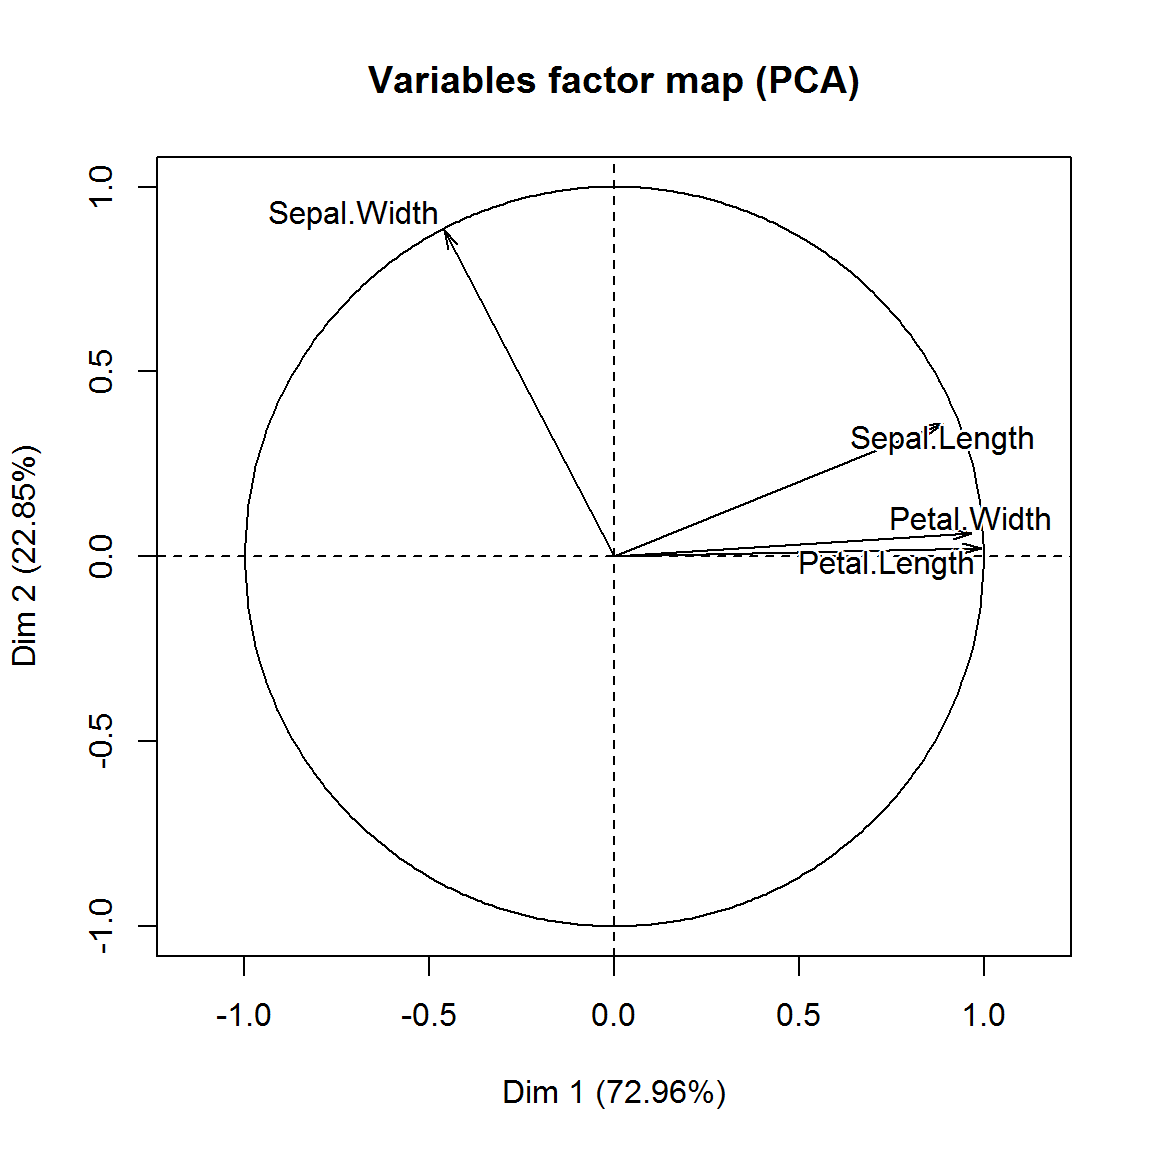 Variables factor map (PCA)
Sepal.Width
Sepal.Length
Petal.Width
Petal.Length
1.0
0.5
0.0
-0.5
-1.0
Dim 2 (22.85%)
-1.0 -0.5 0.0 0.5 1.0
Dim 1 (72.96%)